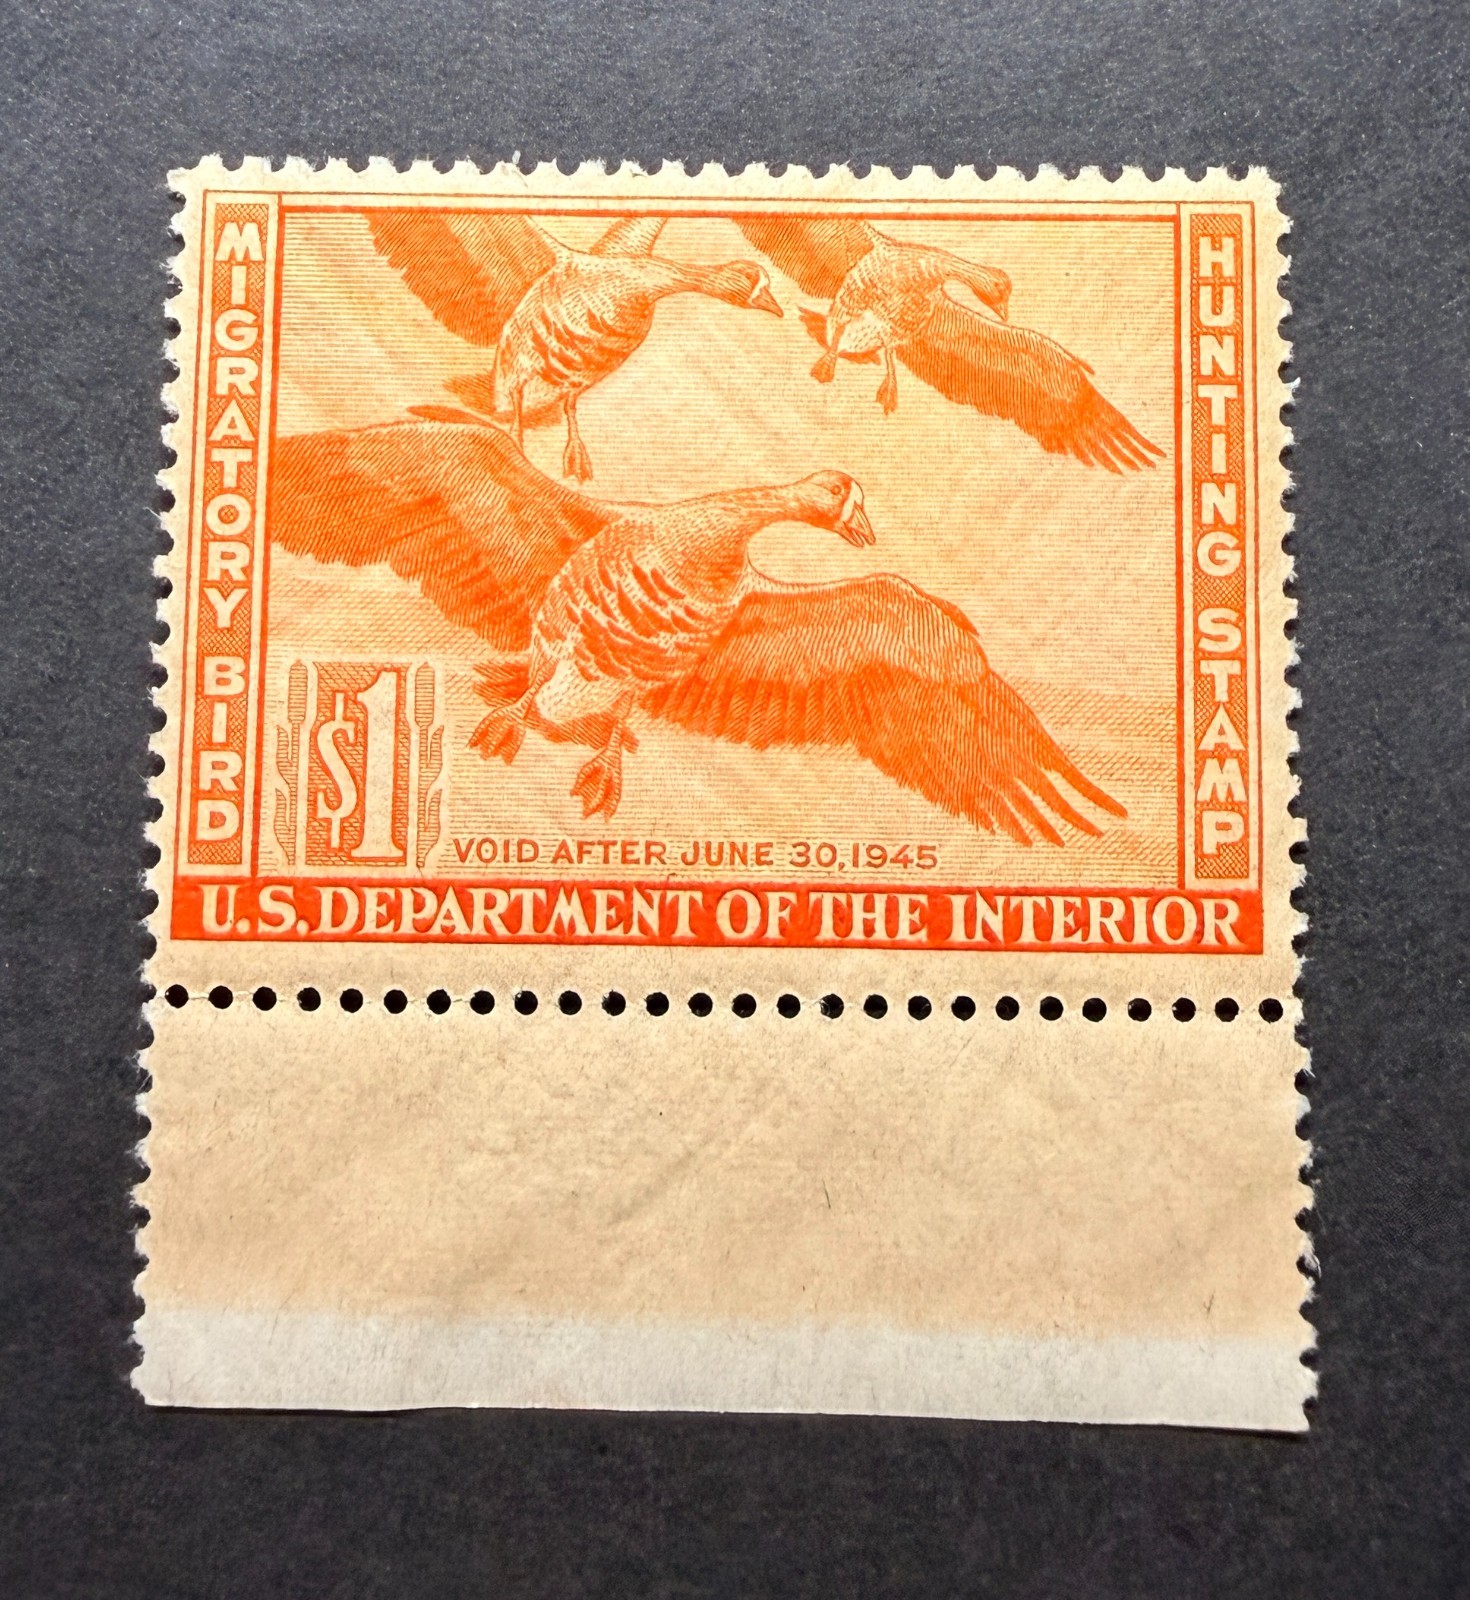 MIGRATORY BIRD
HUNTING STAMP
$1
VOID AFTER JUNE 30,1945
U.S. DEPARTMENT OF THE INTERIOR